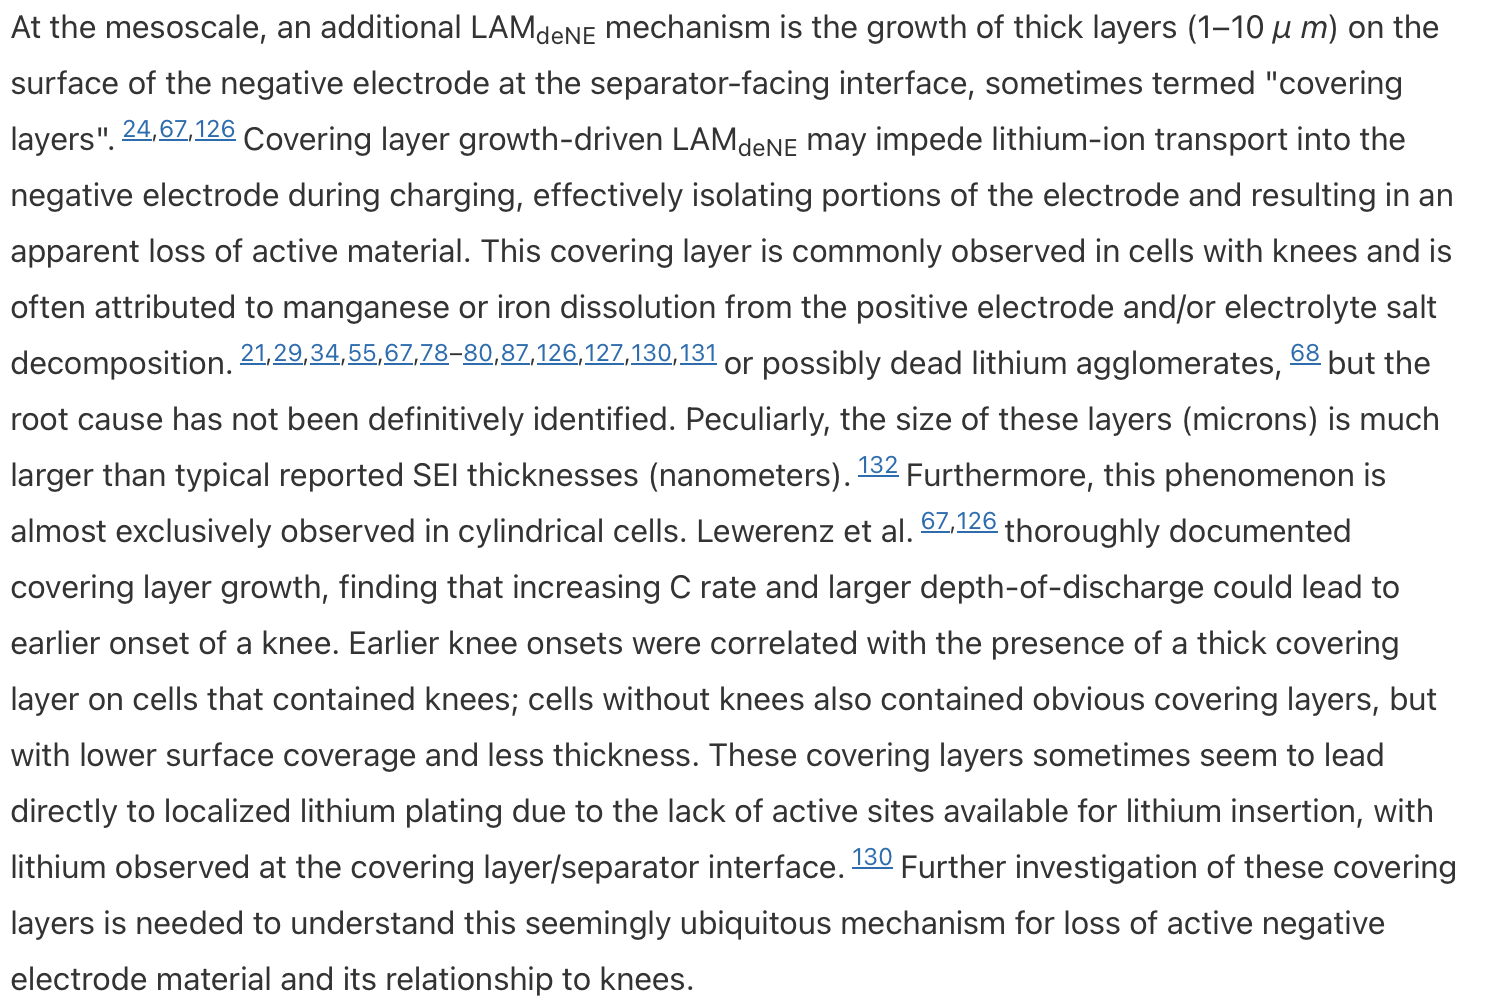 At the mesoscale, an additional LAMdeNE mechanism is the growth of thick layers (1–10 μ m) on the
surface of the negative electrode at the separator-facing interface, sometimes termed "covering
layers". 24,67,126 Covering layer growth-driven LAMdeNE may impede lithium-ion transport into the
negative electrode during charging, effectively isolating portions of the electrode and resulting in an
apparent loss of active material. This covering layer is commonly observed in cells with knees and is
often attributed to manganese or iron dissolution from the positive electrode and/or electrolyte salt
decomposition. 21,29,34,55,67,78–80,87,126,127,130,131 or possibly dead lithium agglomerates, 68 but the
root cause has not been definitively identified. Peculiarly, the size of these layers (microns) is much
larger than typical reported SEI thicknesses (nanometers). 132 Furthermore, this phenomenon is
almost exclusively observed in cylindrical cells. Lewerenz et al. 67,126 thoroughly documented
covering layer growth, finding that increasing C rate and larger depth-of-discharge could lead to
earlier onset of a knee. Earlier knee onsets were correlated with the presence of a thick covering
layer on cells that contained knees; cells without knees also contained obvious covering layers, but
with lower surface coverage and less thickness. These covering layers sometimes seem to lead
directly to localized lithium plating due to the lack of active sites available for lithium insertion, with
lithium observed at the covering layer/separator interface. 130 Further investigation of these covering
layers is needed to understand this seemingly ubiquitous mechanism for loss of active negative
electrode material and its relationship to knees.